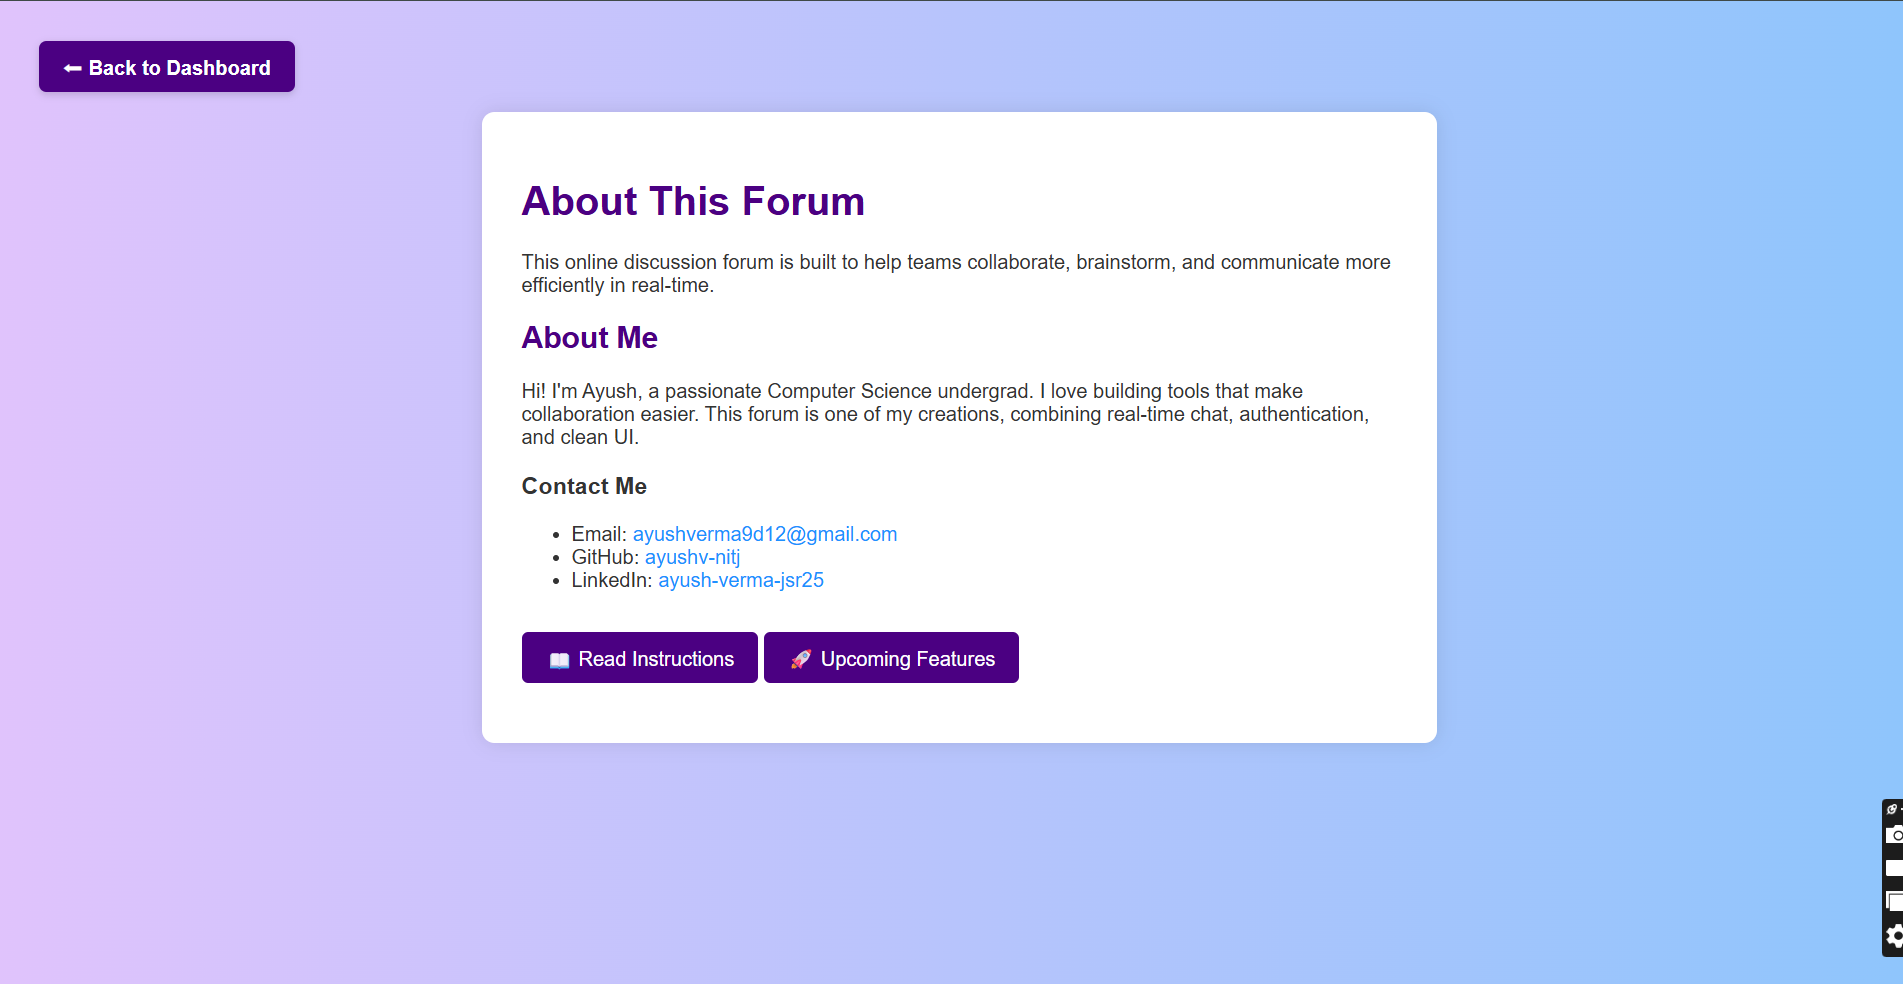 ⬅ Back to Dashboard
About This Forum
This online discussion forum is built to help teams collaborate, brainstorm, and communicate more
efficiently in real-time.
About Me
Hi! I'm Ayush, a passionate Computer Science undergrad. I love building tools that make
collaboration easier. This forum is one of my creations, combining real-time chat, authentication,
and clean UI.
Contact Me
• Email: ayushverma9d12@gmail.com
• GitHub: ayushv-nitj
• LinkedIn: ayush-verma-jsr25
📖 Read Instructions
🚀 Upcoming Features